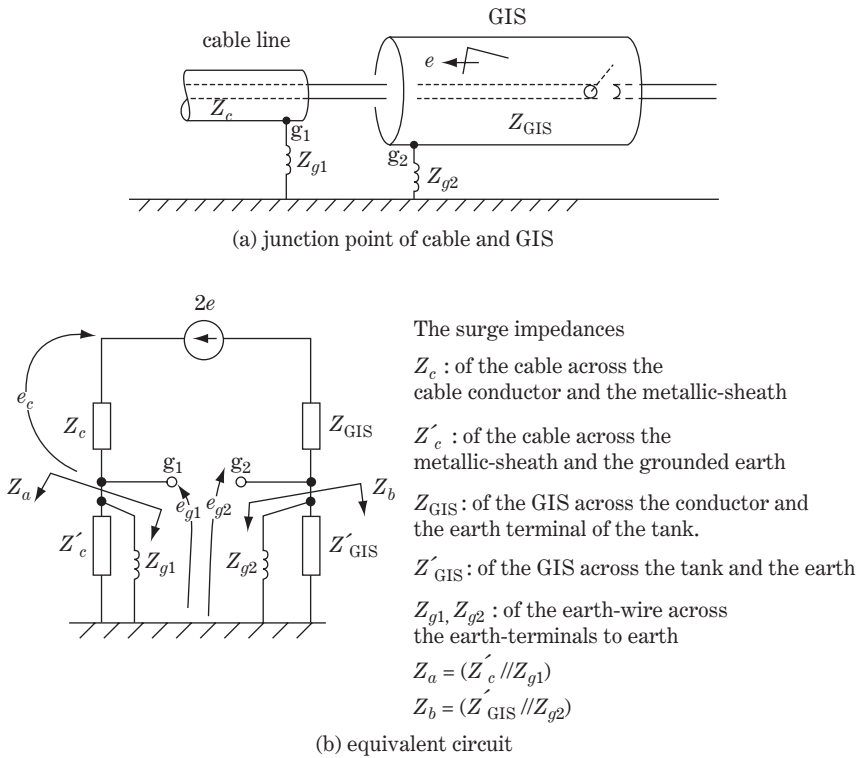 GIS
cable line
e
Z_c
Z_GIS
g_1
Z_g1
g_2
Z_g2
(a) junction point of cable and GIS
2e
e_c
Z_c
Z_GIS
g_1
g_2
Z_a
e_g1
e_g2
Z_b
Z′_c
Z_g1
Z_g2
Z′_GIS
The surge impedances
Z_c : of the cable across the
cable conductor and the metallic-sheath
Z′_c : of the cable across the
metallic-sheath and the grounded earth
Z_GIS: of the GIS across the conductor and
the earth terminal of the tank.
Z′_GIS: of the GIS across the tank and the earth
Z_g1, Z_g2 : of the earth-wire across
the earth-terminals to earth
Z_a = (Z′_c //Z_g1)
Z_b = (Z′_GIS //Z_g2)
(b) equivalent circuit